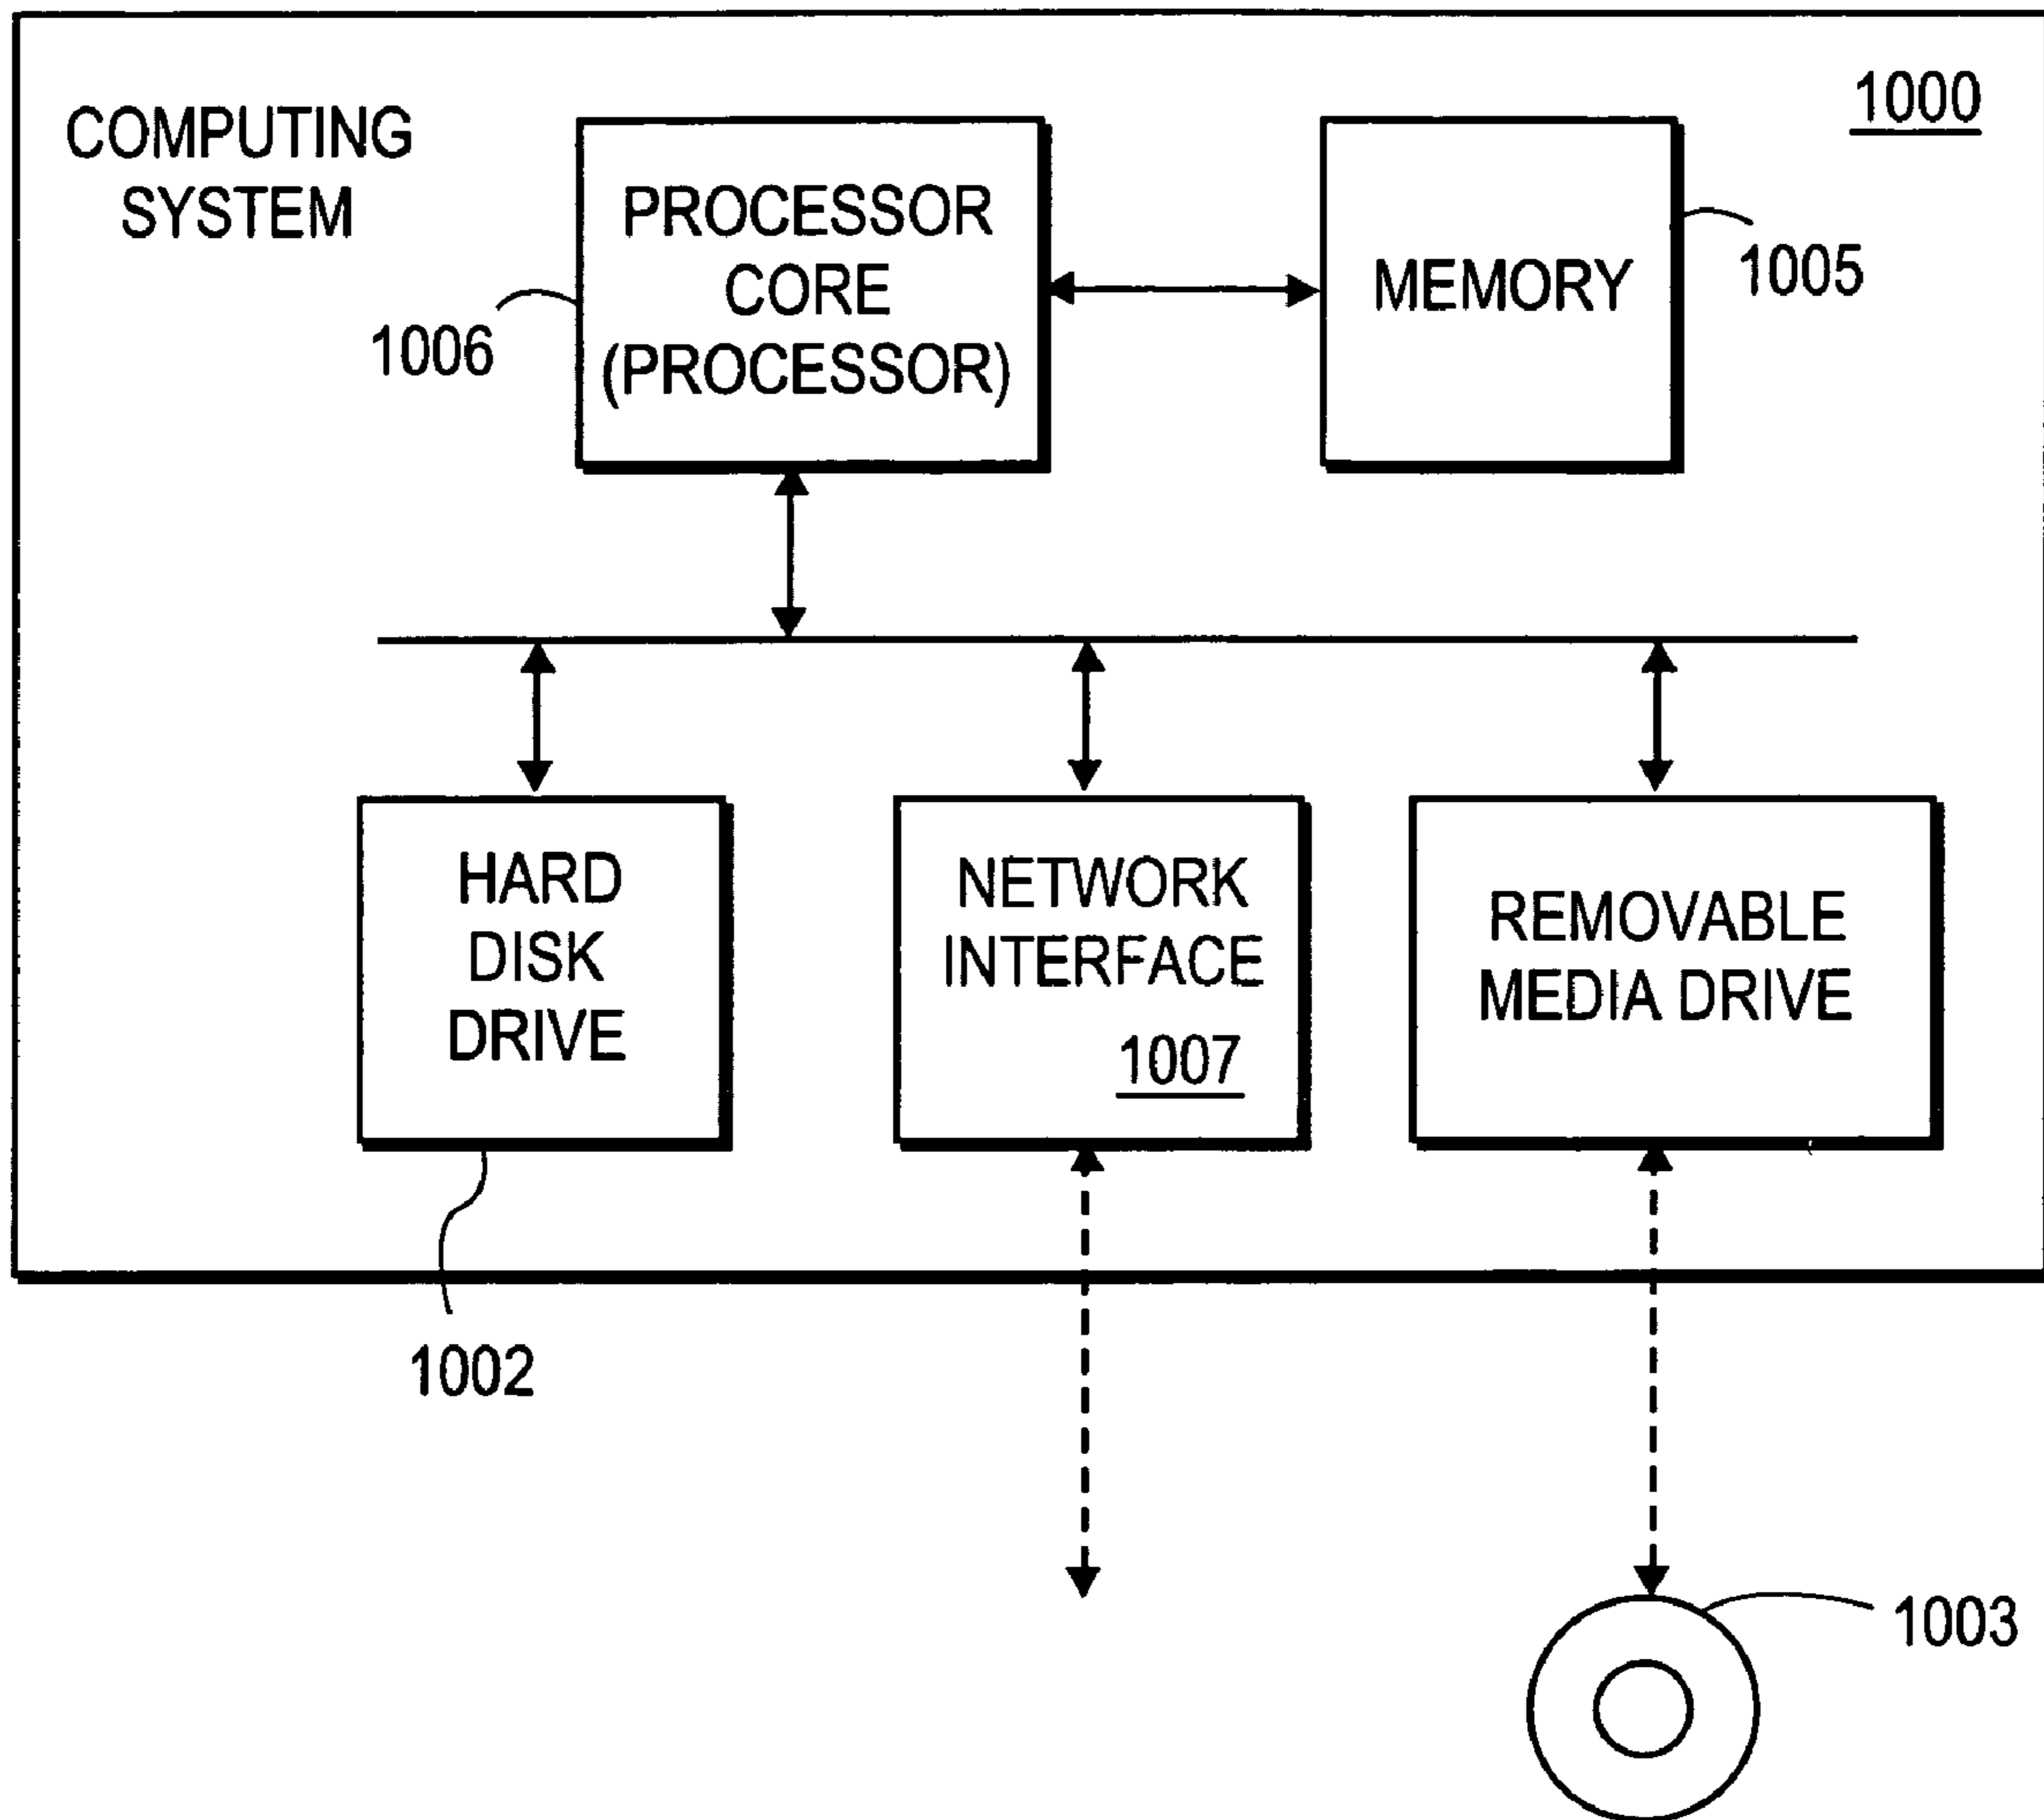 COMPUTING
SYSTEM
1000
PROCESSOR
CORE
(PROCESSOR)
1006
MEMORY
1005
HARD
DISK
DRIVE
1002
NETWORK
INTERFACE
1007
REMOVABLE
MEDIA DRIVE
1003